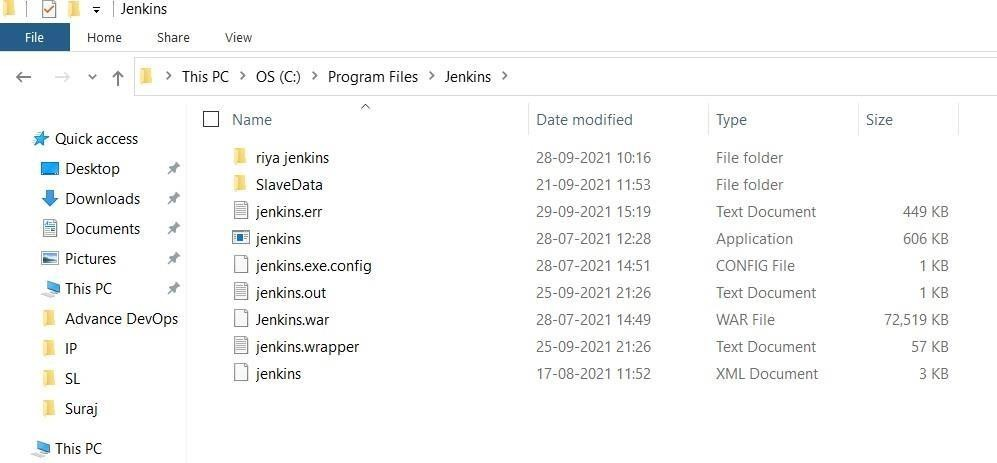 Jenkins
File Home Share View
This PC OS (C:) Program Files Jenkins
Name Date modified Type Size
Quick access
Desktop
Downloads
Documents
Pictures
This PC
Advance DevOps
IP
SL
Suraj
This PC
riya jenkins 28-09-2021 10:16 File folder
SlaveData 21-09-2021 11:53 File folder
jenkins.err 29-09-2021 15:19 Text Document 449 KB
jenkins 28-07-2021 12:28 Application 606 KB
jenkins.exe.config 28-07-2021 14:51 CONFIG File 1 KB
jenkins.out 25-09-2021 21:26 Text Document 1 KB
Jenkins.war 28-07-2021 14:49 WAR File 72,519 KB
jenkins.wrapper 25-09-2021 21:26 Text Document 57 KB
jenkins 17-08-2021 11:52 XML Document 3 KB